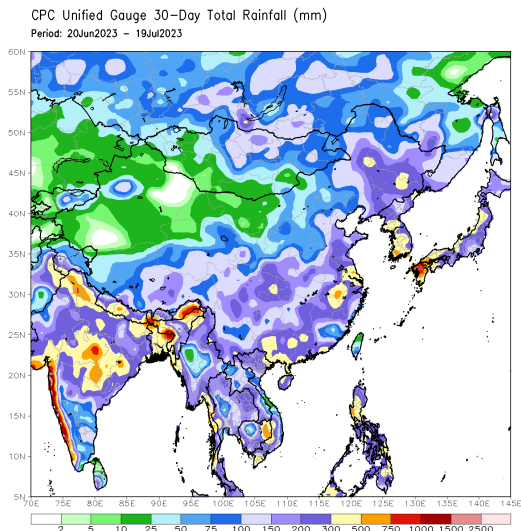 CPC Unified Gauge 30-Day Total Rainfall (mm)
Period: 20Jun2023 - 19Jul2023
60N
55N
50N
45N
40N
35N
30N
25N
20N
15N
10N
5N
70E 75E 80E 85E 90E 95E 100E 105E 110E 115E 120E 125E 130E 135E 140E 145E
2 5 10 25 50 75 100 150 200 300 500 750 1000 1500 2500